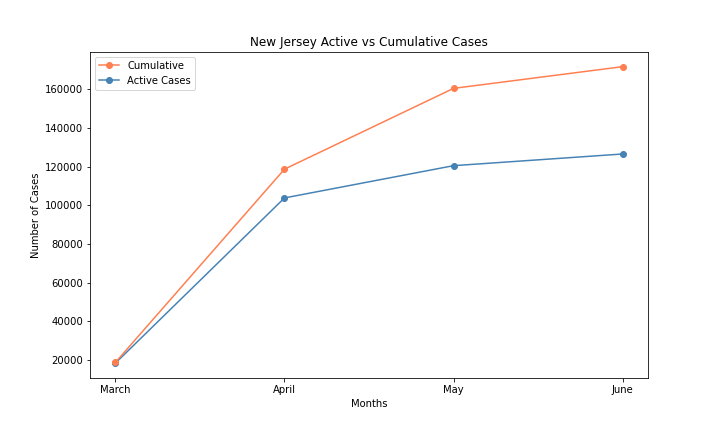 New Jersey Active vs Cumulative Cases
Cumulative
Active Cases
Number of Cases
160000
140000
120000
100000
80000
60000
40000
20000
March April May June
Months